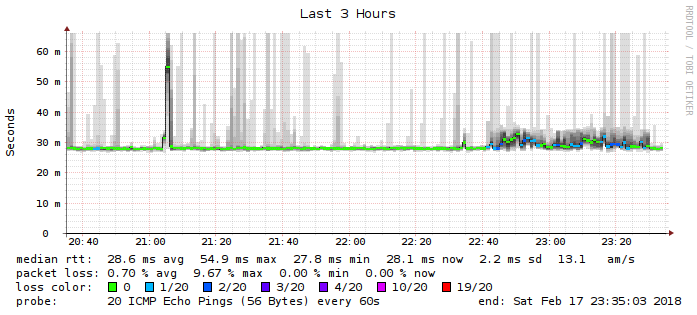 Last 3 Hours
RRDTOOL / TOBI OETIKER
Seconds
60 m
50 m
40 m
30 m
20 m
10 m
0
20:40 21:00 21:20 21:40 22:00 22:20 22:40 23:00 23:20
median rtt: 28.6 ms avg 54.9 ms max 27.8 ms min 28.1 ms now 2.2 ms sd 13.1 am/s
packet loss: 0.70 % avg 9.67 % max 0.00 % min 0.00 % now
loss color: 0 1/20 2/20 3/20 4/20 10/20 19/20
probe: 20 ICMP Echo Pings (56 Bytes) every 60s end: Sat Feb 17 23:35:03 2018